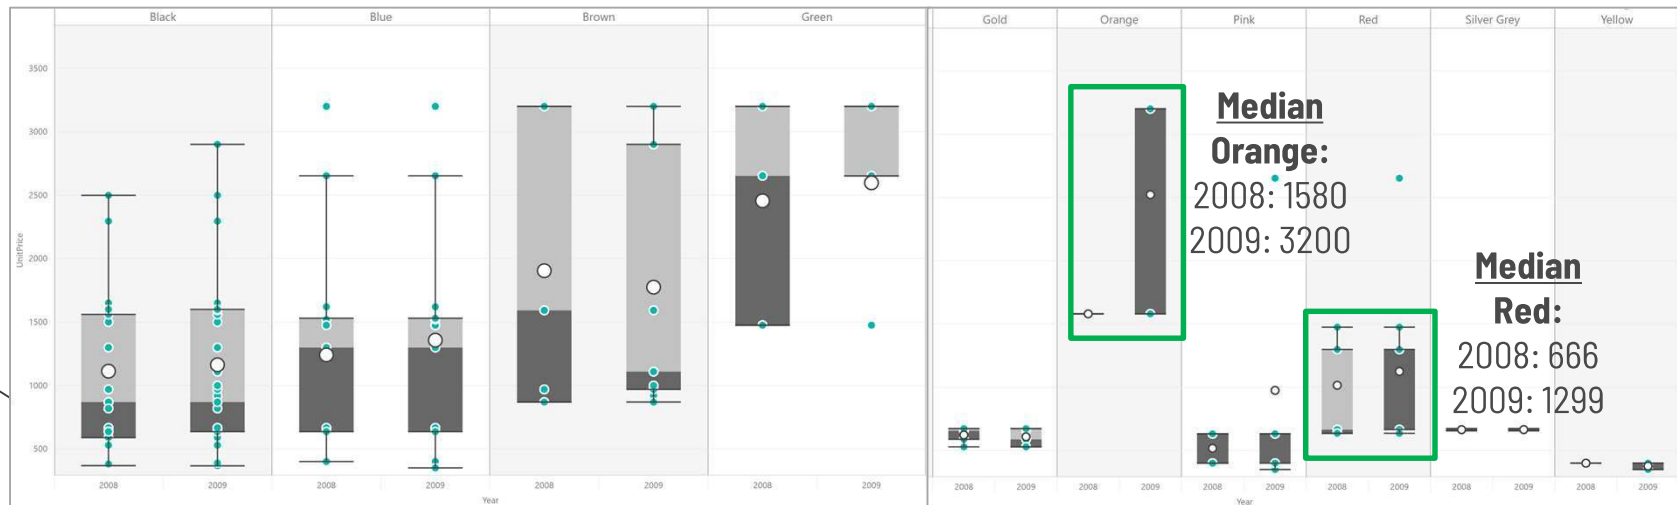 Black Blue Brown Green Gold Orange Pink Red Silver Grey Yellow
3500
3000
2500
2000
1500
1000
500
UnitPrice
Median
Orange:
2008: 1580
2009: 3200
Median
Red:
2008: 666
2009: 1299
2008 2009 2008 2009 2008 2009 2008 2009 2008 2009 2008 2009 2008 2009 2008 2009 2008 2009 2008 2009
Year Year